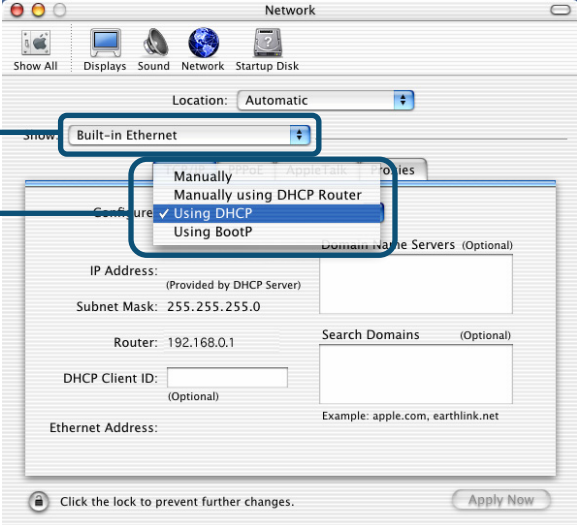 Network
Show All Displays Sound Network Startup Disk
Location: Automatic
Show: Built-in Ethernet
PPPoE AppleTalk Proxies
Manually
Manually using DHCP Router
Configure ✓ Using DHCP
Using BootP
Domain Name Servers (Optional)
IP Address:
(Provided by DHCP Server)
Subnet Mask: 255.255.255.0
Router: 192.168.0.1
Search Domains (Optional)
DHCP Client ID:
(Optional)
Example: apple.com, earthlink.net
Ethernet Address:
Click the lock to prevent further changes.
Apply Now